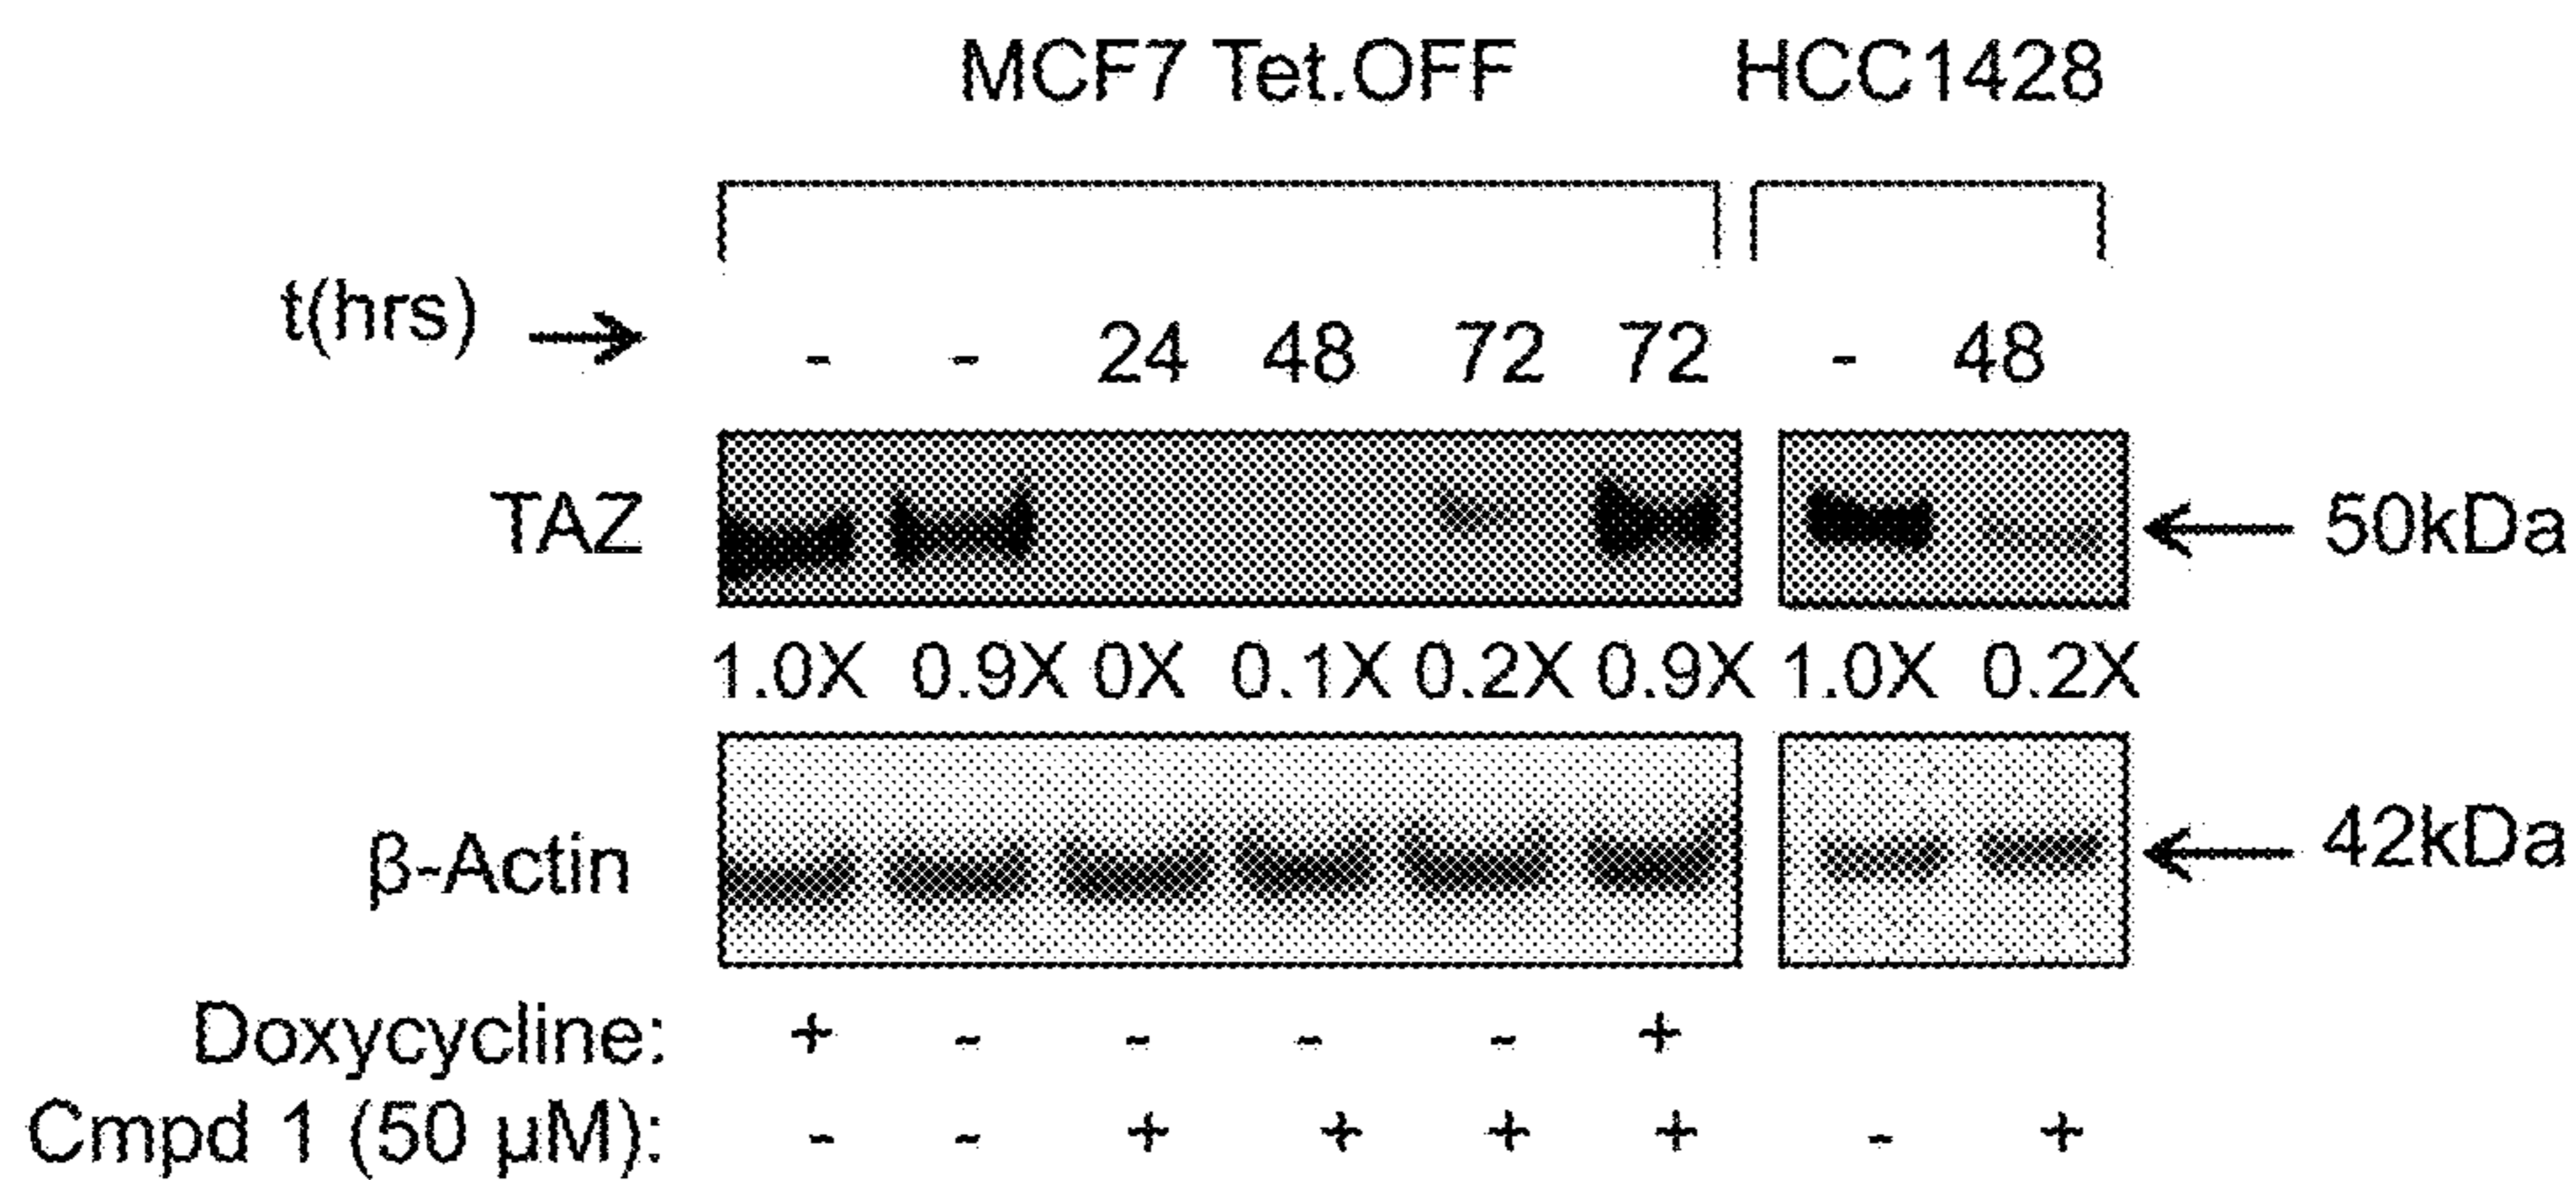 MCF7 Tet.OFF HCC1428
t(hrs) → - - 24 48 72 72 - 48
TAZ ← 50kDa
1.0X 0.9X 0X 0.1X 0.2X 0.9X 1.0X 0.2X
β-Actin ← 42kDa
Doxycycline: + - - - - +
Cmpd 1 (50 µM): - - + + + + - +